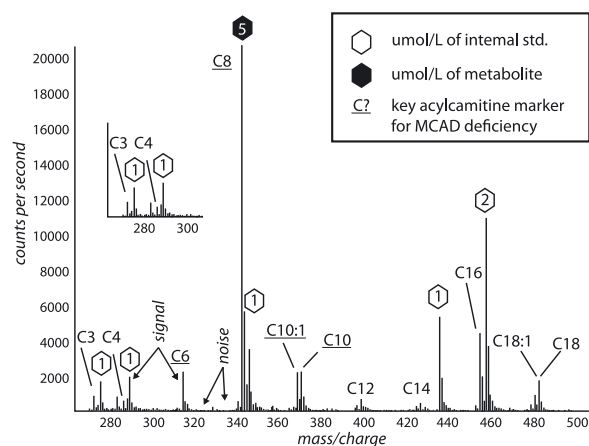 5
C8
umol/L of internal std.
umol/L of metabolite
C? key acylcamitine marker
for MCAD deficiency
counts per second
20000
18000
16000
14000
12000
10000
8000
6000
4000
2000
C3 C4
1 1
280 300
C3
C4
1
1
signal
C6
noise
1
C10:1
C10
C12
C14
1
C16
2
C18:1
C18
280 300 320 340 360 380 400 420 440 460 480 500
mass/charge